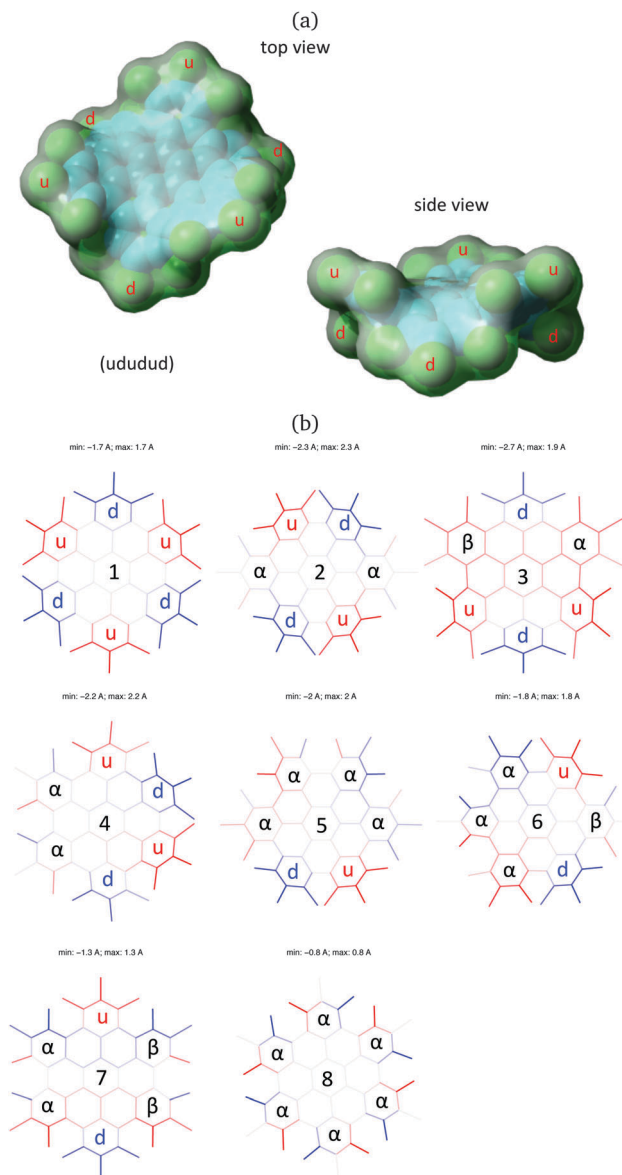 (a)
top view
u
d
d
u
u
d
side view
u
u
u
d
d
d
(ududud)
(b)
min: −1.7 A; max: 1.7 A
min: −2.3 A; max: 2.3 A
min: −2.7 A; max: 1.9 A
d
u u
1
d d
u
u d
α 2 α
d u
d
β α
3
u u
d
min: −2.2 A; max: 2.2 A
min: −2 A; max: 2 A
min: −1.8 A; max: 1.8 A
u
α d
4
α u
d
α α
α 5 α
d u
α u
α 6 β
α d
min: −1.3 A; max: 1.3 A
min: −0.8 A; max: 0.8 A
u
α β
7
α β
d
α
α α
8
α α
α